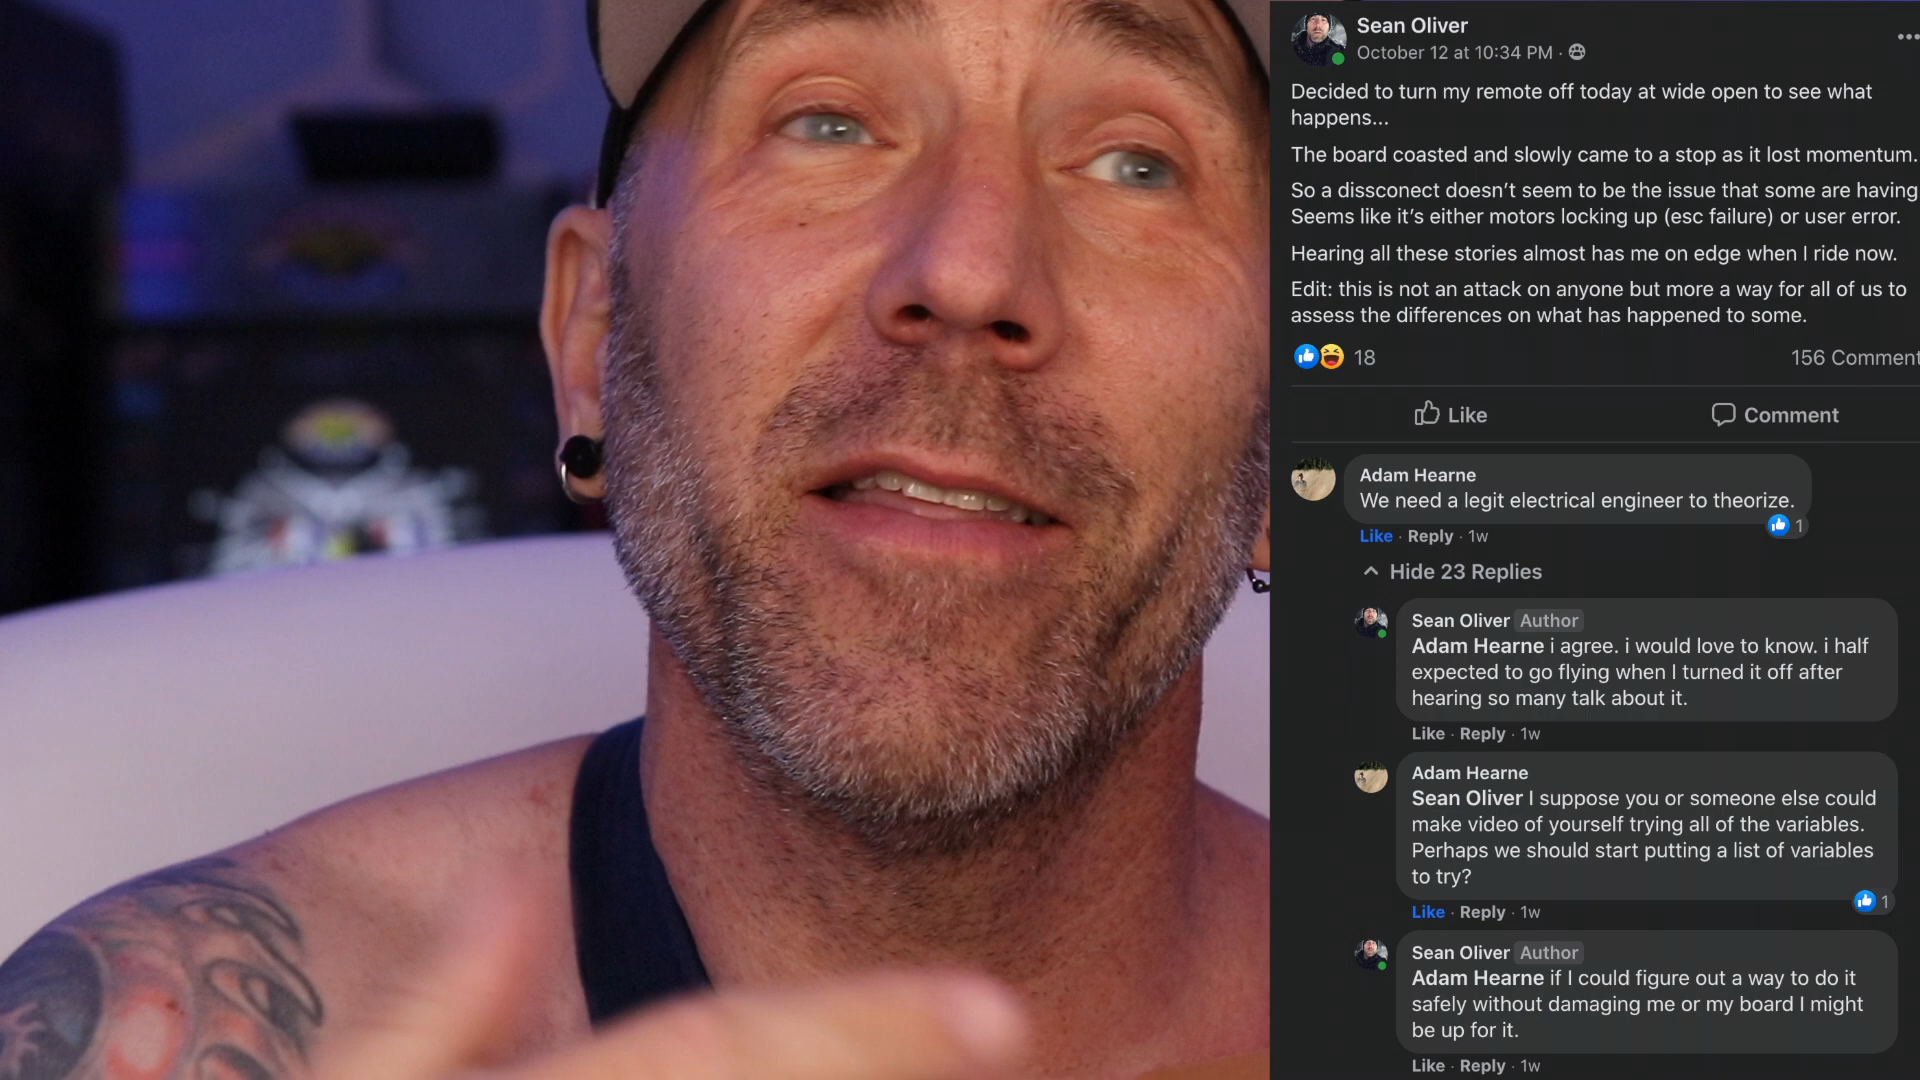 Sean Oliver
October 12 at 10:34 PM ·
Decided to turn my remote off today at wide open to see what
happens...
The board coasted and slowly came to a stop as it lost momentum.
So a dissconect doesn't seem to be the issue that some are having
Seems like it's either motors locking up (esc failure) or user error.
Hearing all these stories almost has me on edge when I ride now.
Edit: this is not an attack on anyone but more a way for all of us to
assess the differences on what has happened to some.
18
156 Comment
Like
Comment
Adam Hearne
We need a legit electrical engineer to theorize.
1
Like · Reply · 1w
Hide 23 Replies
Sean Oliver Author
Adam Hearne i agree. i would love to know. i half
expected to go flying when I turned it off after
hearing so many talk about it.
Like · Reply · 1w
Adam Hearne
Sean Oliver I suppose you or someone else could
make video of yourself trying all of the variables.
Perhaps we should start putting a list of variables
to try?
1
Like · Reply · 1w
Sean Oliver Author
Adam Hearne if I could figure out a way to do it
safely without damaging me or my board I might
be up for it.
Like · Reply · 1w